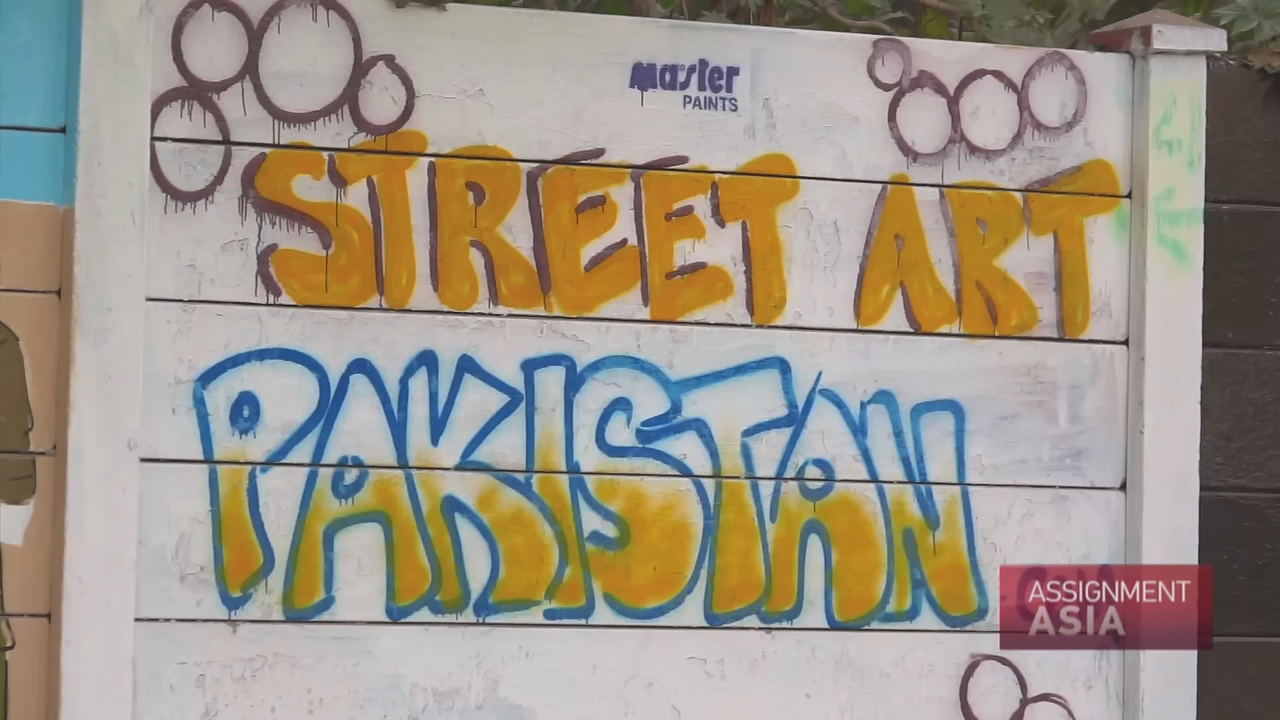 Master
PAINTS
STREET ART
PAKISTAN
ASSIGNMENT
ASIA